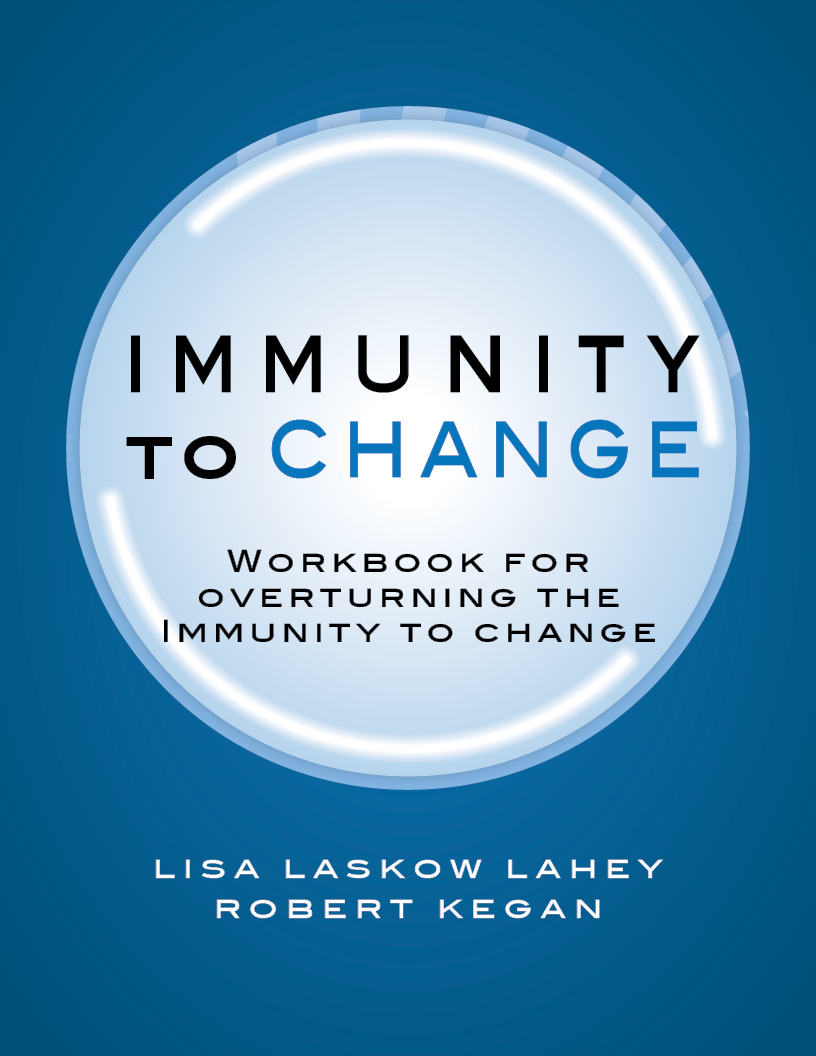 IMMUNITY
TO CHANGE
WORKBOOK FOR
OVERTURNING THE
IMMUNITY TO CHANGE
LISA LASKOW LAHEY
ROBERT KEGAN